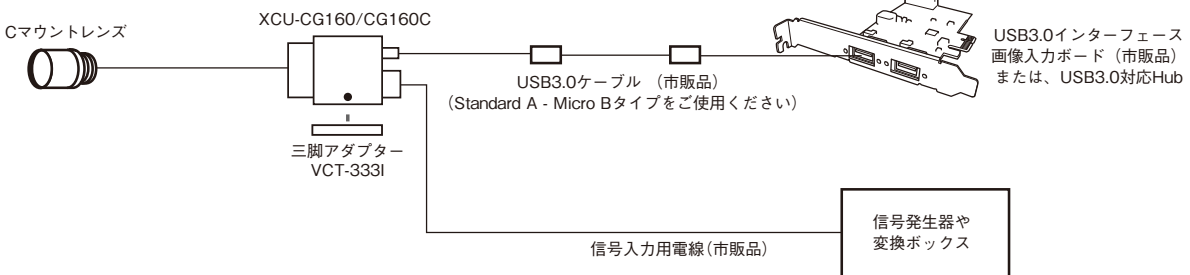 Cマウントレンズ
XCU-CG160/CG160C
USB3.0インターフェース
画像入力ボード（市販品）
または、USB3.0対応Hub
USB3.0ケーブル （市販品）
（Standard A - Micro Bタイプをご使用ください）
三脚アダプター
VCT-333I
信号入力用電線（市販品）
信号発生器や
変換ボックス